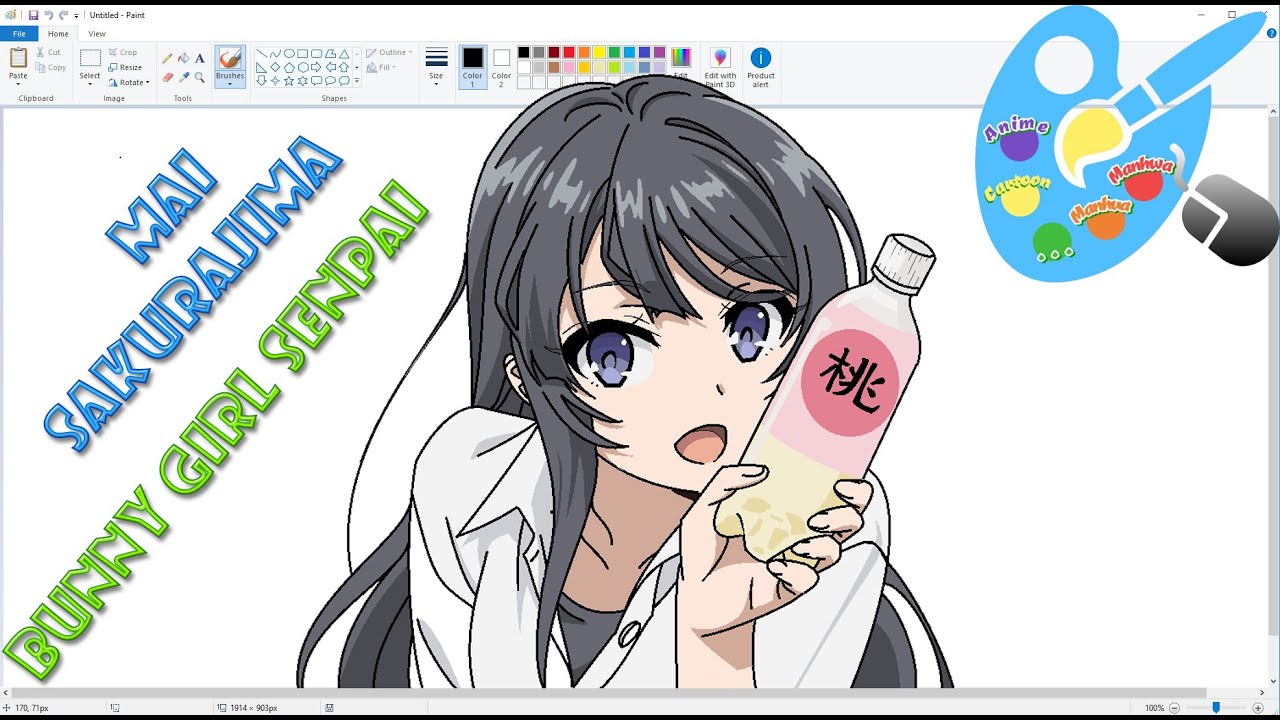 Untitled - Paint
File
Home
View
Paste
Cut
Copy
Clipboard
Select
Crop
Resize
Rotate
Image
Tools
Brushes
Shapes
Outline
Fill
Size
Color
1
Color
2
Edit
Edit with
Paint 3D
Product
alert
Anime
Cartoon
Manhwa
Manhua
...
MAI
SAKURAJIMA
BUNNY GIRL SENPAI
桃
170, 71px
1914 × 903px
100%